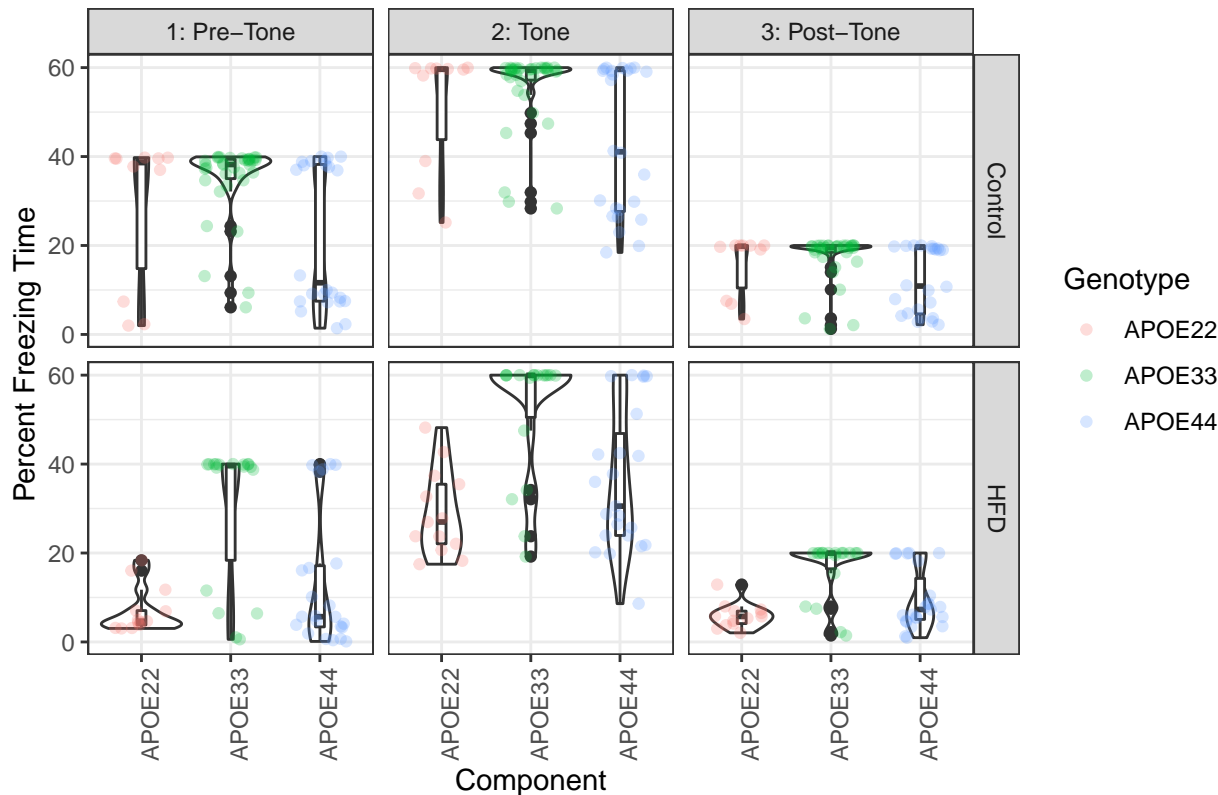 1: Pre−Tone
2: Tone
3: Post−Tone
60
40
20
0
Control
60
40
20
0
HFD
Percent Freezing Time
APOE22
APOE33
APOE44
APOE22
APOE33
APOE44
APOE22
APOE33
APOE44
Component
Genotype
APOE22
APOE33
APOE44